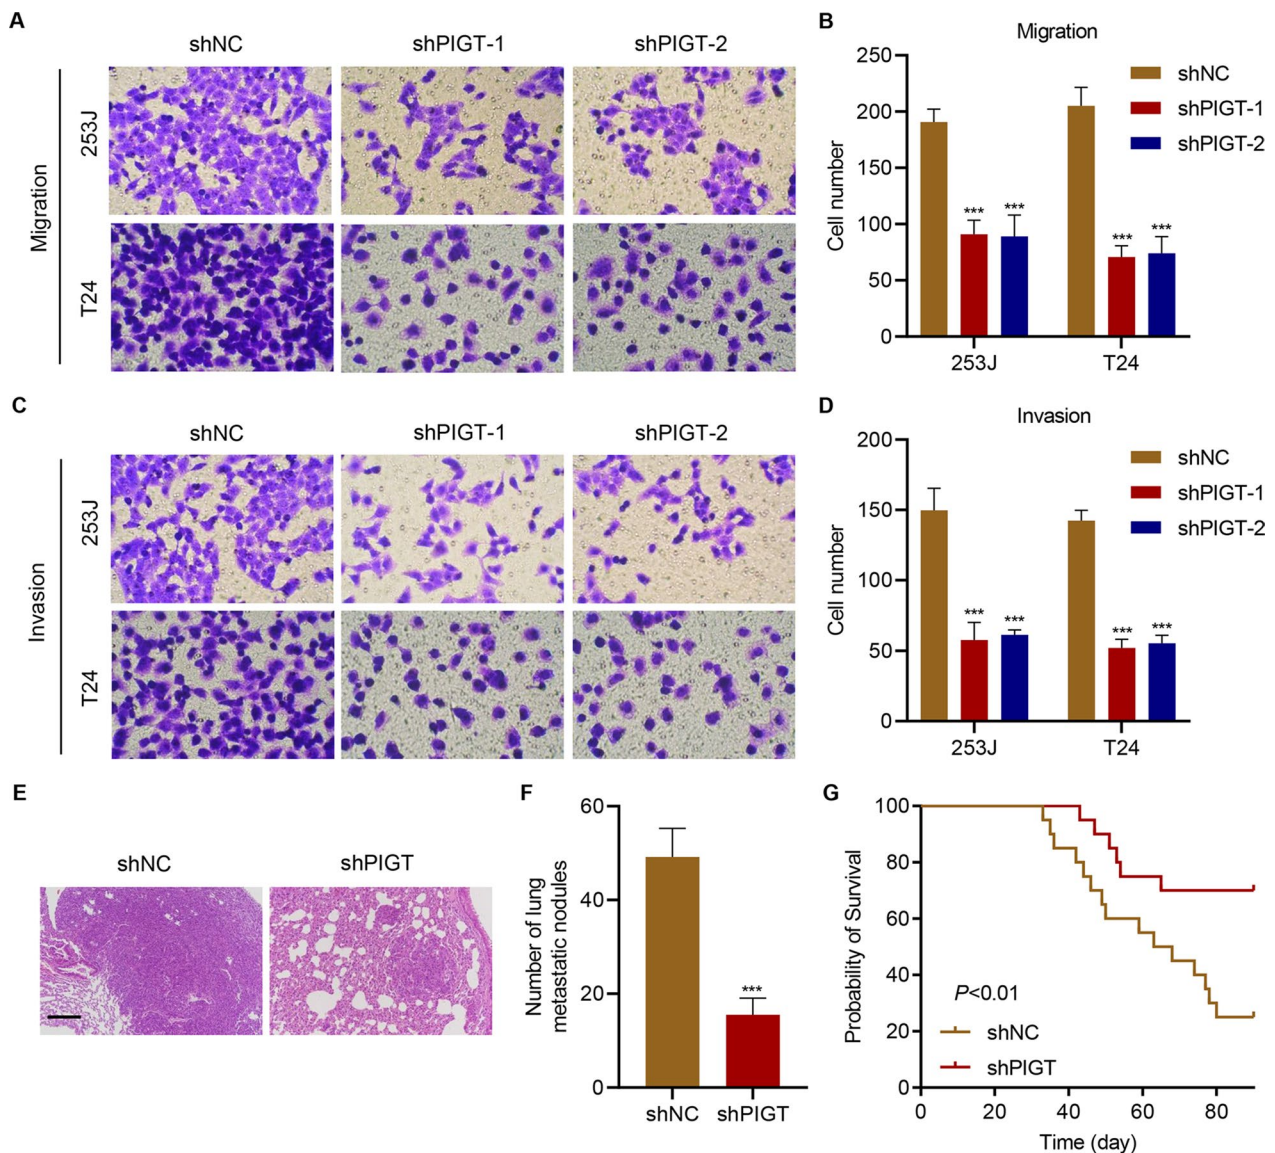 A
shNC
shPIGT-1
shPIGT-2
Migration
253J
T24
B
Migration
Cell number
250
200
150
100
50
0
shNC
shPIGT-1
shPIGT-2
***
***
***
***
253J
T24
C
shNC
shPIGT-1
shPIGT-2
Invasion
253J
T24
D
Invasion
Cell number
200
150
100
50
0
shNC
shPIGT-1
shPIGT-2
***
***
***
***
253J
T24
E
shNC
shPIGT
F
Number of lung
metastatic nodules
60
40
20
0
***
shNC
shPIGT
G
Probability of Survival
100
80
60
40
20
0
P<0.01
shNC
shPIGT
0
20
40
60
80
Time (day)